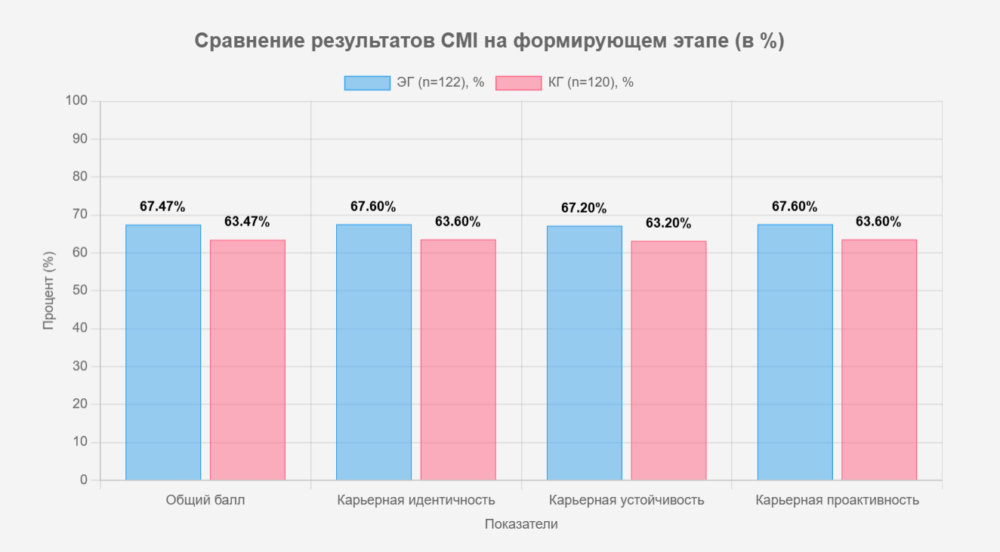 Сравнение результатов CMI на формирующем этапе (в %)
ЭГ (n=122), % КГ (n=120), %
100
90
80
70
60
50
40
30
20
10
0
Процент (%)
67.47% 63.47% 67.60% 63.60% 67.20% 63.20% 67.60% 63.60%
Общий балл Карьерная идентичность Карьерная устойчивость Карьерная проактивность
Показатели